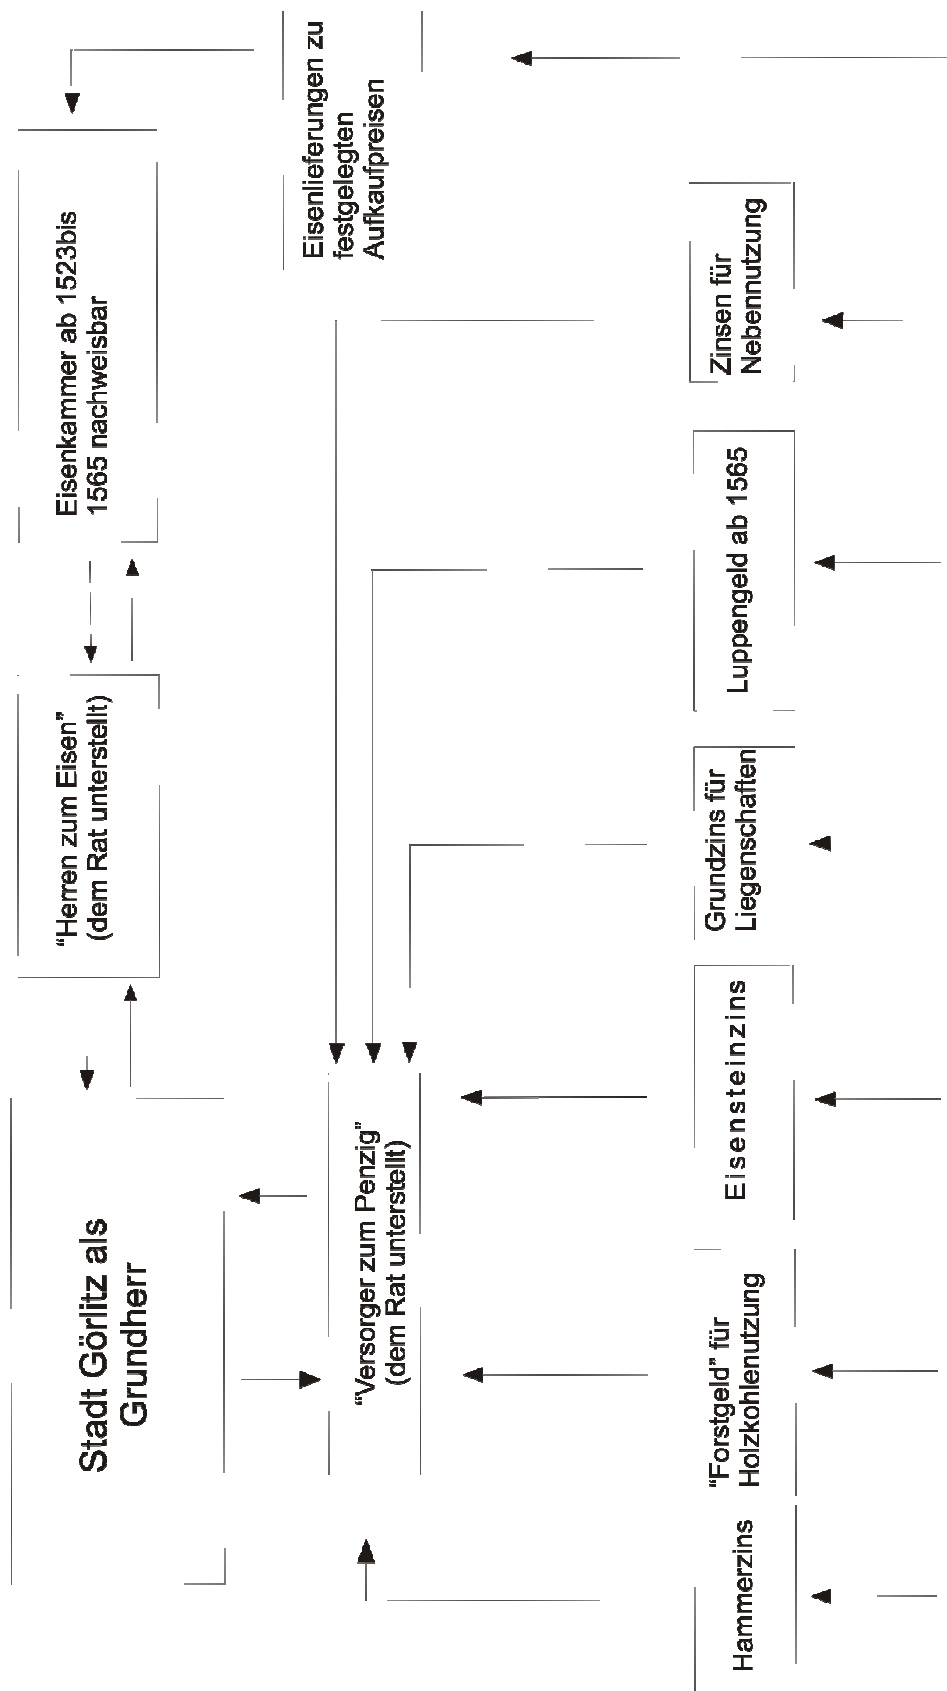 Stadt Görlitz als
Grundherr
“Herren zum Eisen”
(dem Rat unterstellt)
Eisenkammer ab 1523bis
1565 nachweisbar
“Versorger zum Penzig”
(dem Rat unterstellt)
Eisenlieferungen zu
festgelegten
Aufkaufpreisen
Hammerzins
“Forstgeld” für
Holzkohlenutzung
Eisensteinzins
Grundzins für
Liegenschaften
Luppengeld ab 1565
Zinsen für
Nebennutzung